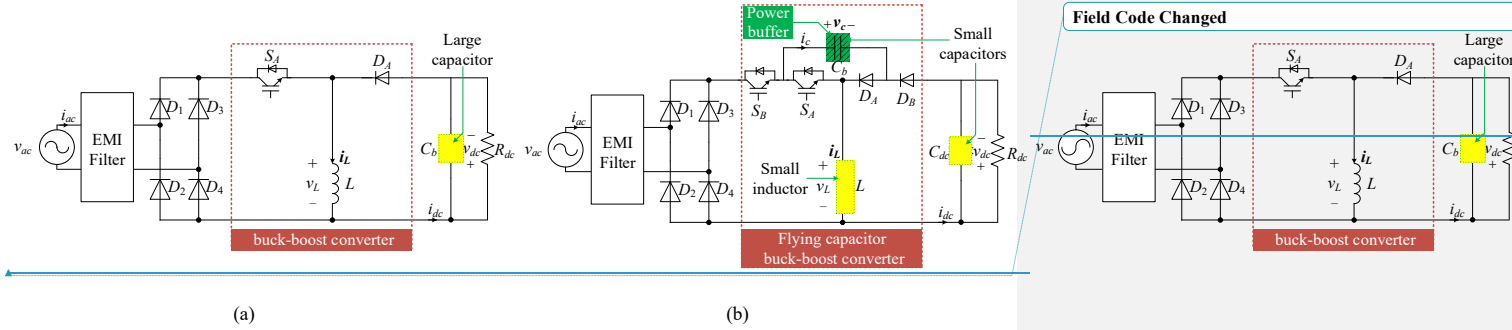 Large
capacitor
S_A
D_A
D_1
D_3
i_ac
EMI
Filter
v_ac
i_L
+
v_L
L
−
C_b
−
v_dc
+
R_dc
D_2
D_4
i_dc
buck-boost converter
(a)
Power
buffer
+ v_c −
i_c
C_b
Small
capacitors
S_B
S_A
D_A
D_B
D_1
D_3
i_ac
EMI
Filter
v_ac
i_L
+
v_L
L
−
Small
inductor
C_dc
−
v_dc
+
R_dc
D_2
D_4
i_dc
Flying capacitor
buck-boost converter
(b)
Field Code Changed
Large
capacitor
S_A
D_A
D_1
D_3
i_ac
EMI
Filter
v_ac
i_L
+
v_L
L
−
C_b
v_dc
+
D_2
D_4
i_dc
buck-boost converter